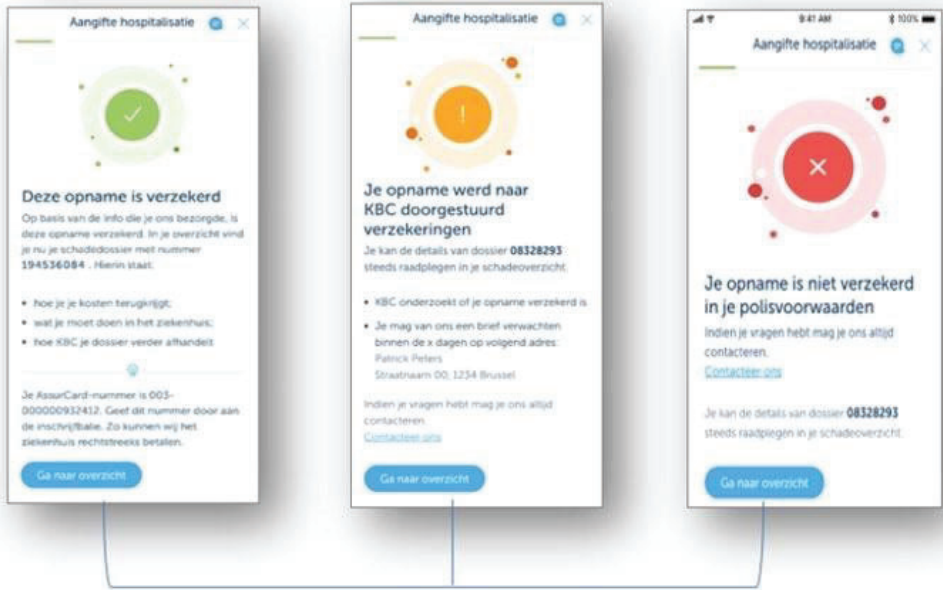 Aangifte hospitalisatie
Deze opname is verzekerd
Op basis van de info die je ons bezorgde, is
deze opname verzekerd. In je overzicht vind
je nu je schadedossier met nummer
194536084 . Hierin staat:
• hoe je je kosten terugkrijgt;
• wat je moet doen in het ziekenhuis;
• hoe KBC je dossier verder afhandelt
Je AssurCard-nummer is 003-
000000932412. Geef dit nummer door aan
de inschrijfbalie. Zo kunnen wij het
ziekenhuis rechtstreeks betalen.
Ga naar overzicht
Aangifte hospitalisatie
Je opname werd naar
KBC doorgestuurd
verzekeringen
Je kan de details van dossier 08328293
steeds raadplegen in je schadeoverzicht.
• KBC onderzoekt of je opname verzekerd is
• Je mag van ons een brief verwachten
binnen de x dagen op volgend adres:
Patrick Peters
Straatnaam 00, 1234 Brussel
Indien je vragen hebt mag je ons altijd
contacteren.
Contacteer ons
Ga naar overzicht
9:41 AM
100%
Aangifte hospitalisatie
Je opname is niet verzekerd
in je polisvoorwaarden
Indien je vragen hebt mag je ons altijd
contacteren.
Contacteer ons
Je kan de details van dossier 08328293
steeds raadplegen in je schadeoverzicht.
Ga naar overzicht